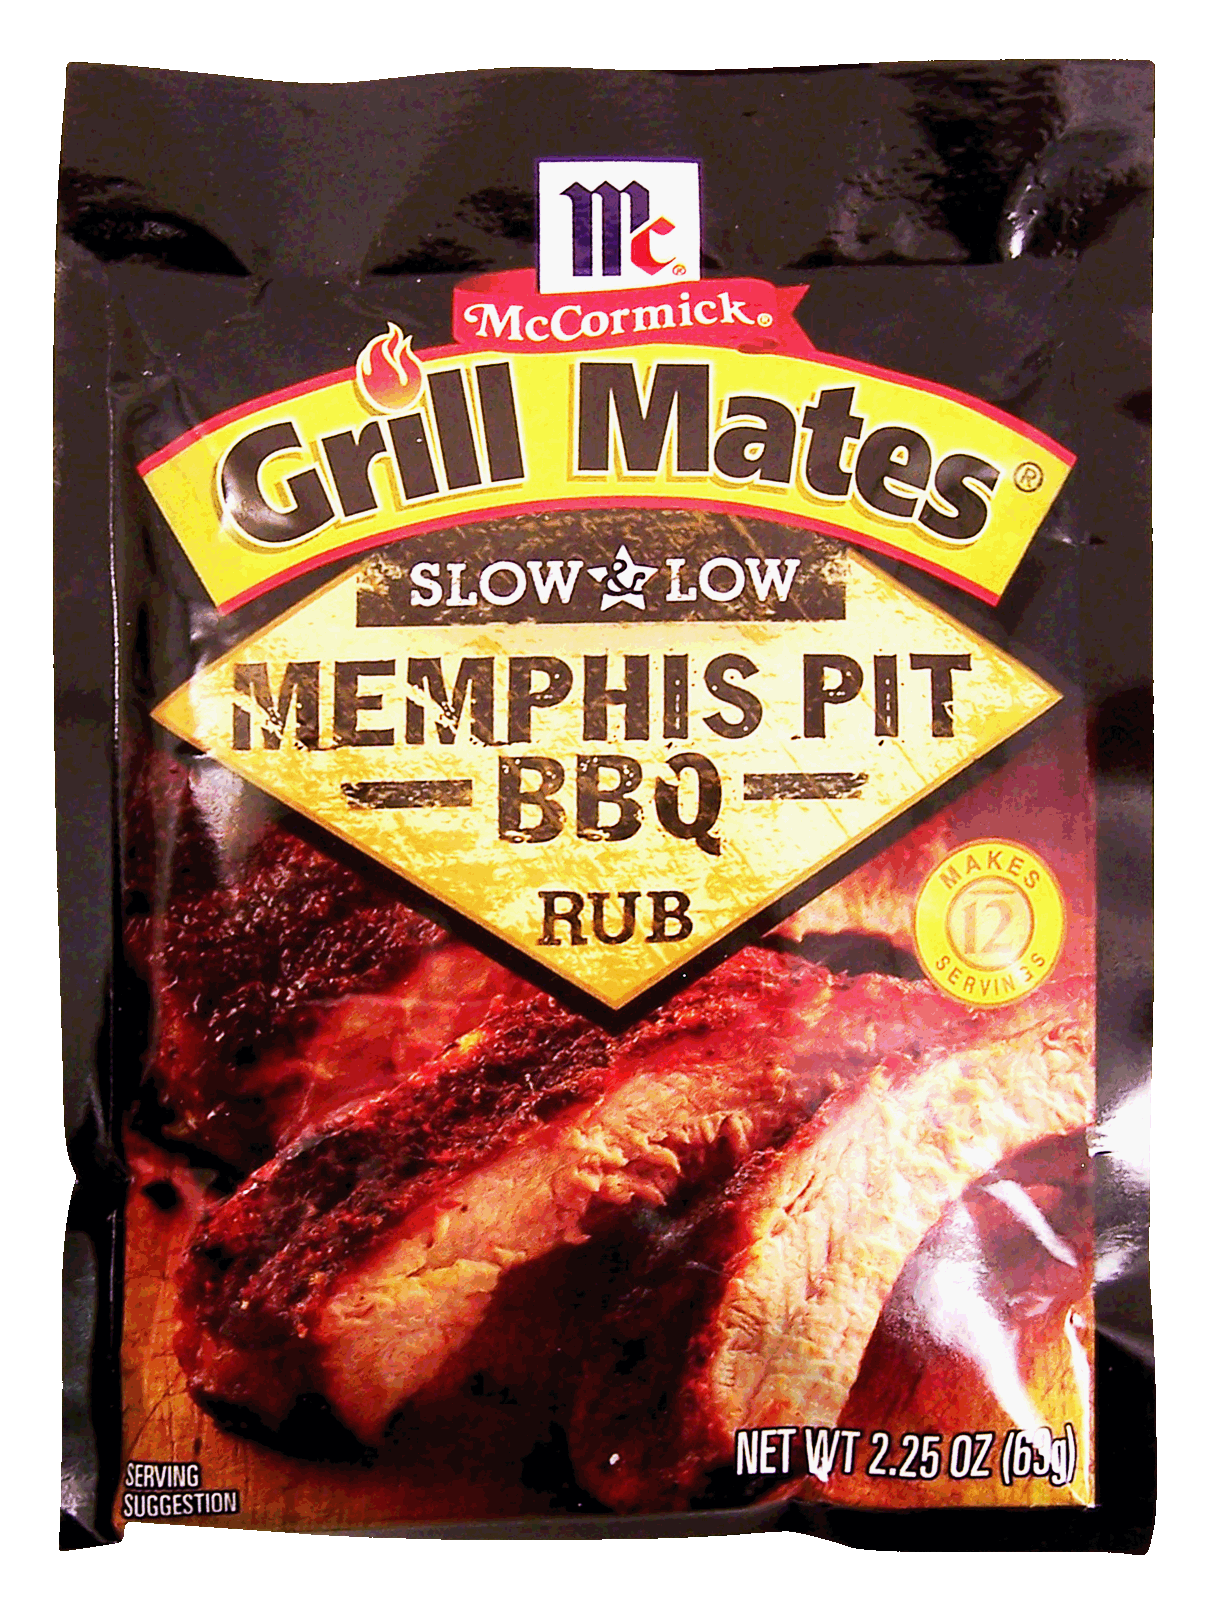 Mc®
McCormick®
Grill Mates®
SLOW & LOW
MEMPHIS PIT
BBQ
RUB
MAKES
12
SERVINGS
NET WT 2.25 OZ (63g)
SERVING
SUGGESTION